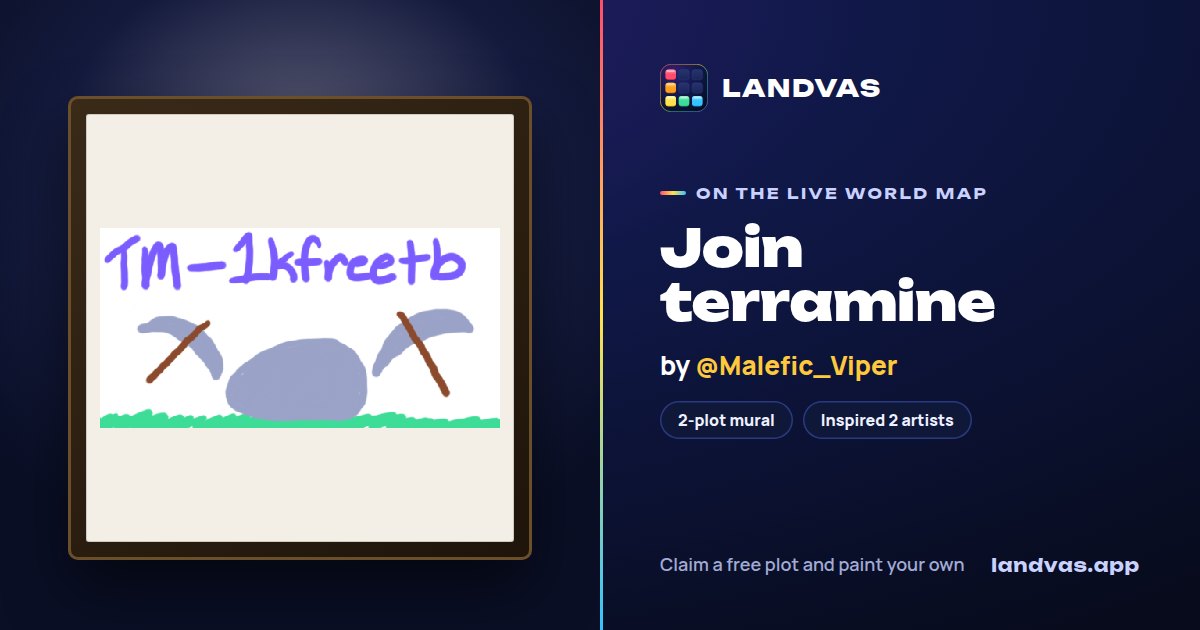 TM-1kfreetb
LANDVAS
ON THE LIVE WORLD MAP
Join
terramine
by @Malefic_Viper
2-plot mural
Inspired 2 artists
Claim a free plot and paint your own
landvas.app